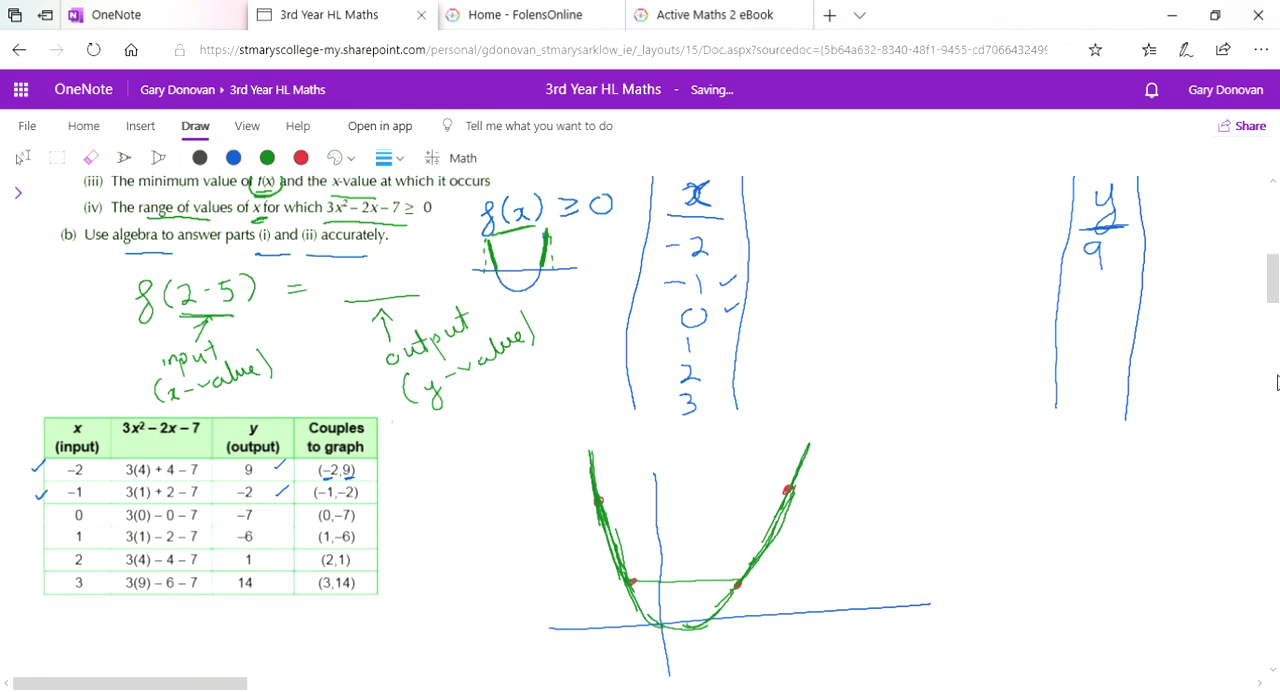 OneNote
3rd Year HL Maths
Home - FolensOnline
Active Maths 2 eBook
https://stmaryscollege-my.sharepoint.com/personal/gdonovan_stmarysarklow_ie/_layouts/15/Doc.aspx?sourcedoc={5b64a632-8340-48f1-9455-cd7066432499
OneNote
Gary Donovan › 3rd Year HL Maths
3rd Year HL Maths - Saving...
Gary Donovan
File Home Insert Draw View Help Open in app Tell me what you want to do Share
Math
(iii) The minimum value of f(x) and the x-value at which it occurs
(iv) The range of values of x for which 3x² – 2x – 7 ≥ 0
(b) Use algebra to answer parts (i) and (ii) accurately.
f(x) ≥ 0
f(2·5) =
input
(x-value)
output
(y-value)
x
-2
-1
0
1
2
3
y
9
x (input) 3x² – 2x – 7 y (output) Couples to graph
–2 3(4) + 4 – 7 9 (–2,9)
–1 3(1) + 2 – 7 –2 (–1,–2)
0 3(0) – 0 – 7 –7 (0,–7)
1 3(1) – 2 – 7 –6 (1,–6)
2 3(4) – 4 – 7 1 (2,1)
3 3(9) – 6 – 7 14 (3,14)